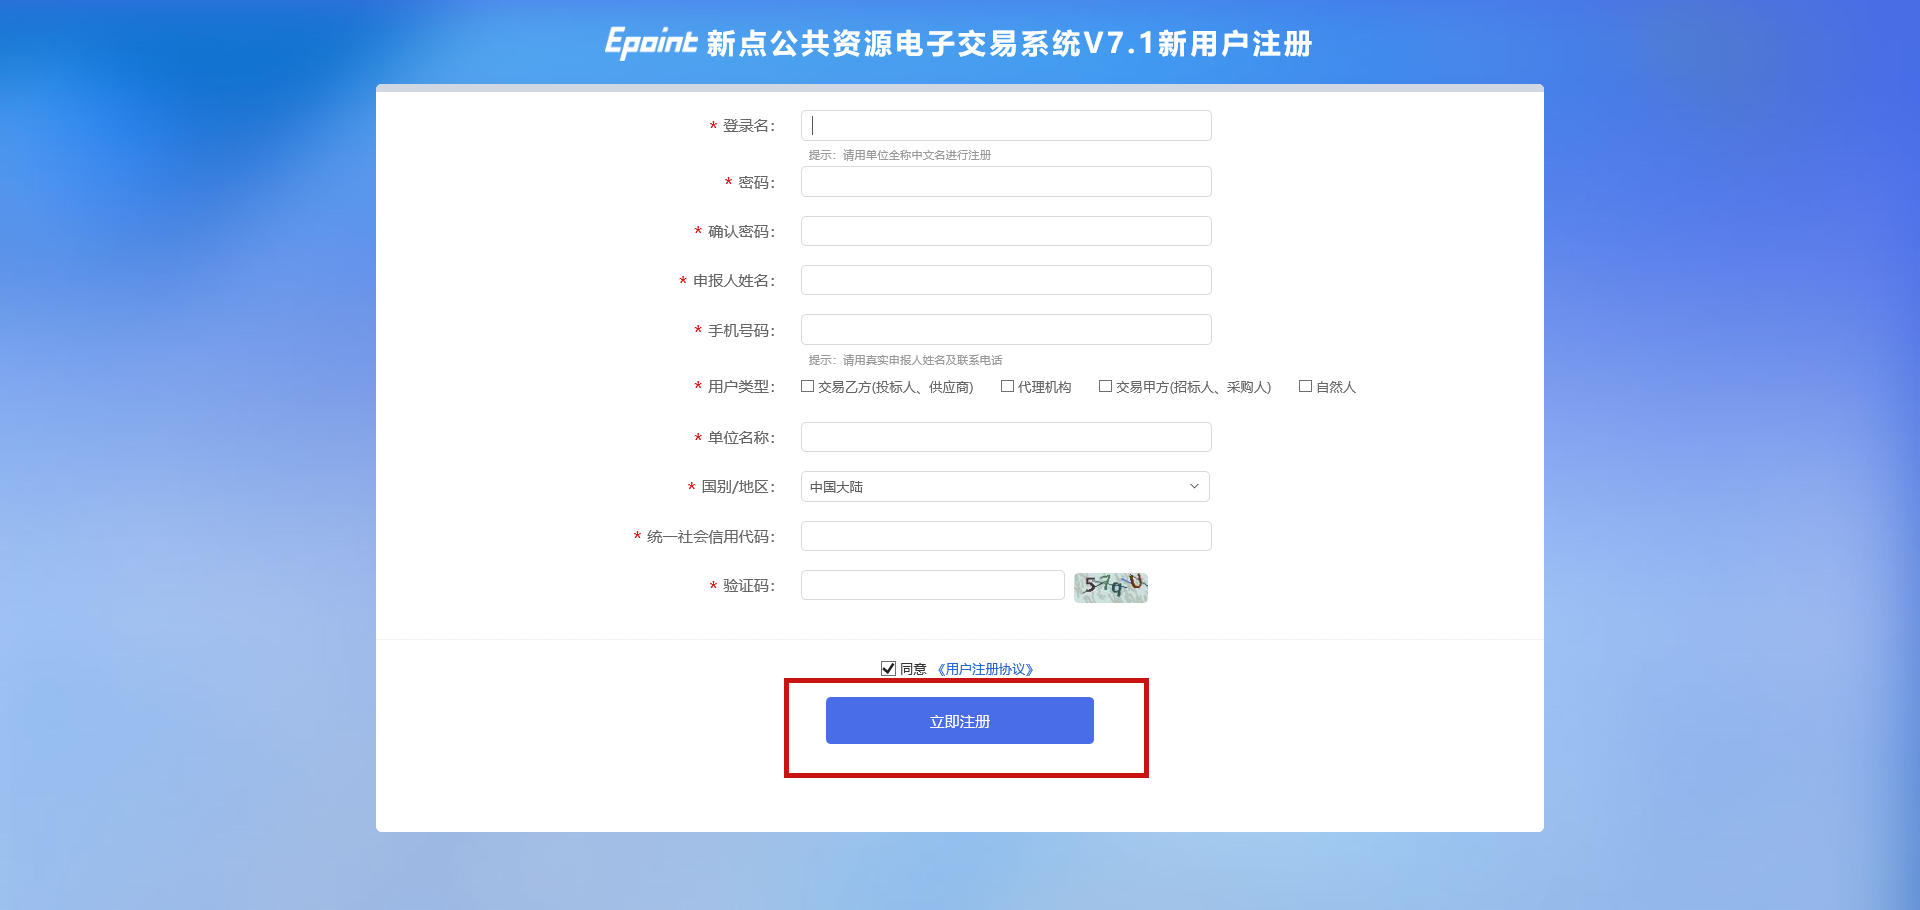 Epoint 新点公共资源电子交易系统V7.1新用户注册
* 登录名：
提示：请用单位全称中文名进行注册
* 密码：
* 确认密码：
* 申报人姓名：
* 手机号码：
提示：请用真实申报人姓名及联系电话
* 用户类型： 交易乙方(投标人、供应商) 代理机构 交易甲方(招标人、采购人) 自然人
* 单位名称：
* 国别/地区： 中国大陆
* 统一社会信用代码：
* 验证码： 57qU
同意 《用户注册协议》
立即注册